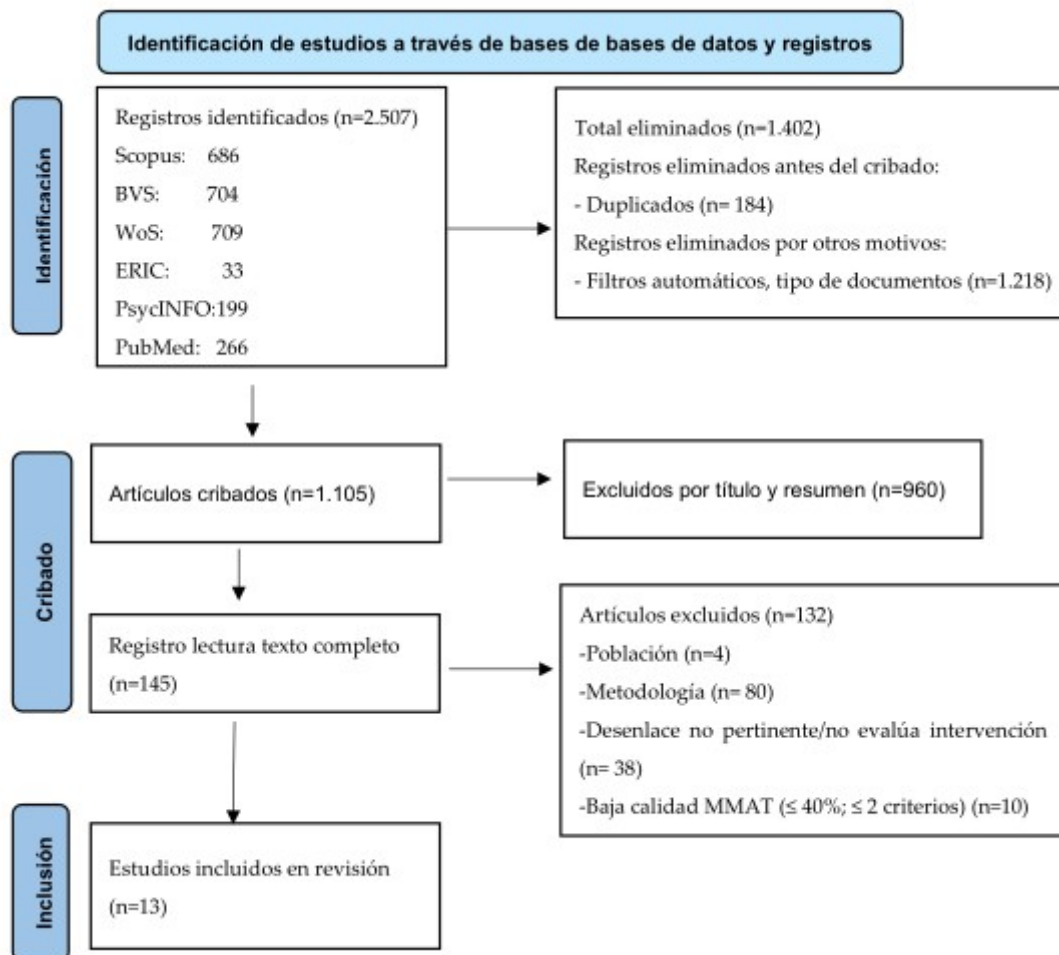 Identificación de estudios a través de bases de bases de datos y registros
Identificación
Registros identificados (n=2.507)
Scopus: 686
BVS: 704
WoS: 709
ERIC: 33
PsycINFO:199
PubMed: 266
Total eliminados (n=1.402)
Registros eliminados antes del cribado:
- Duplicados (n= 184)
Registros eliminados por otros motivos:
- Filtros automáticos, tipo de documentos (n=1.218)
Cribado
Artículos cribados (n=1.105)
Excluidos por título y resumen (n=960)
Registro lectura texto completo
(n=145)
Artículos excluidos (n=132)
-Población (n=4)
-Metodología (n= 80)
-Desenlace no pertinente/no evalúa intervención
(n= 38)
-Baja calidad MMAT (≤ 40%; ≤ 2 criterios) (n=10)
Inclusión
Estudios incluidos en revisión
(n=13)